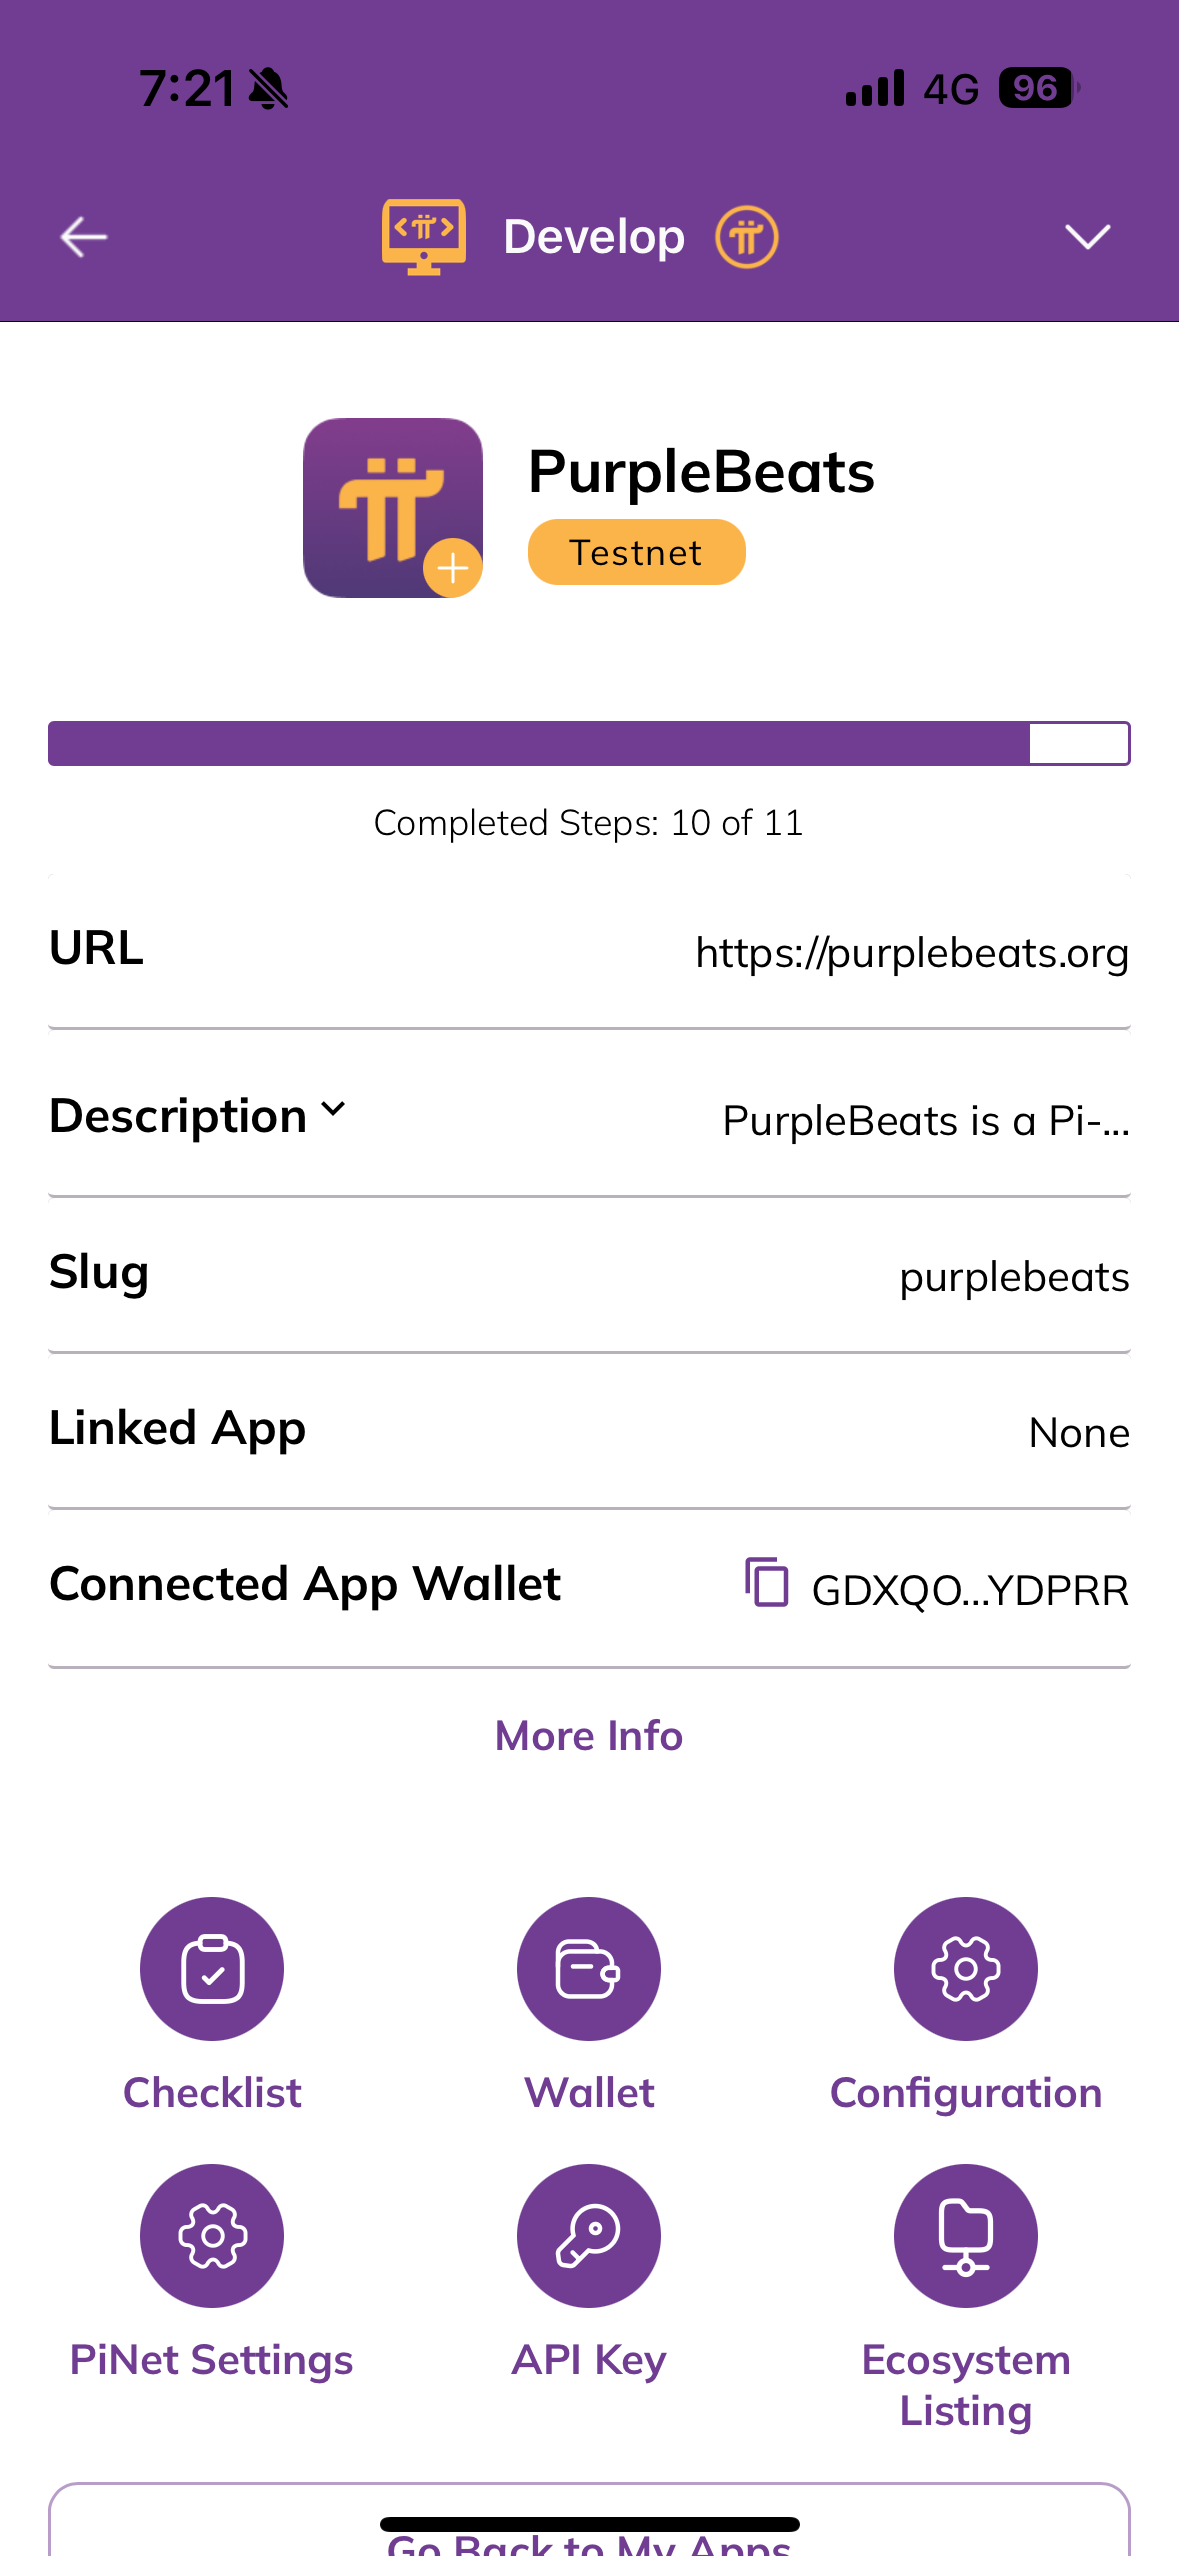 7:21
4G 96
Develop
PurpleBeats
Testnet
Completed Steps: 10 of 11
URL https://purplebeats.org
Description PurpleBeats is a Pi-...
Slug purplebeats
Linked App None
Connected App Wallet GDXQO...YDPRR
More Info
Checklist Wallet Configuration
PiNet Settings API Key Ecosystem
Listing
Go Back to My Apps